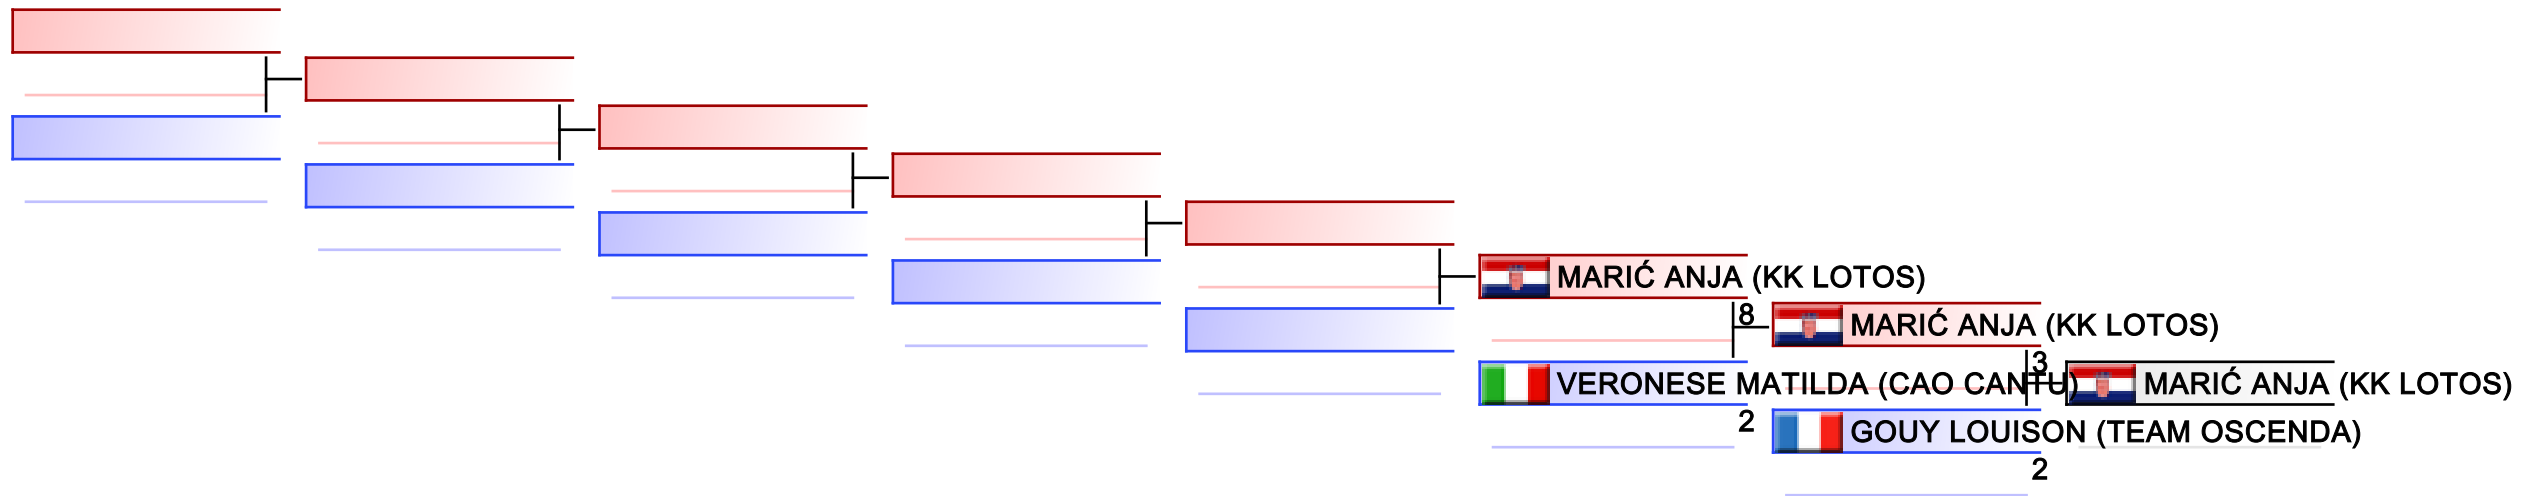 MARIĆ ANJA (KK LOTOS)
8
MARIĆ ANJA (KK LOTOS)
3
VERONESE MATILDA (CAO CANTU)
MARIĆ ANJA (KK LOTOS)
2
GOUY LOUISON (TEAM OSCENDA)
2